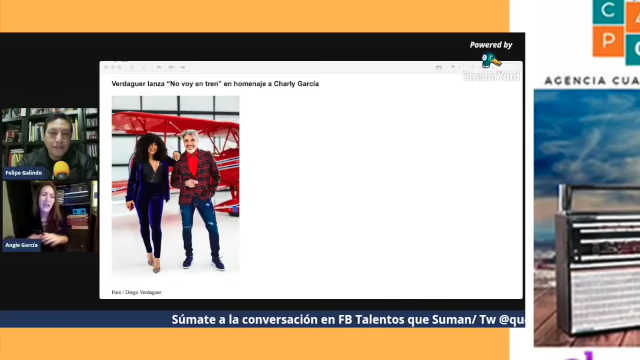 Powered by
StreamYard
Verdaguer lanza “No voy en tren” en homenaje a Charly García
Felipe Galindo
Angie García
Foto / Diego Verdaguer
Súmate a la conversación en FB Talentos que Suman/ Tw @qu
C
P
AGENCIA CUA